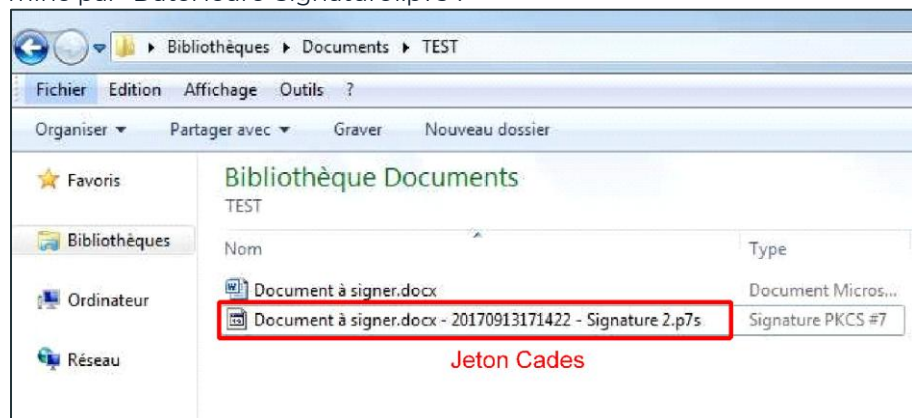 Bibliothèques ▸ Documents ▸ TEST
Fichier Edition Affichage Outils ?
Organiser ▾ Partager avec ▾ Graver Nouveau dossier
Favoris
Bibliothèque Documents
TEST
Bibliothèques
Nom Type
Document à signer.docx Document Micros...
Ordinateur
Document à signer.docx - 20170913171422 - Signature 2.p7s Signature PKCS #7
Réseau
Jeton Cades